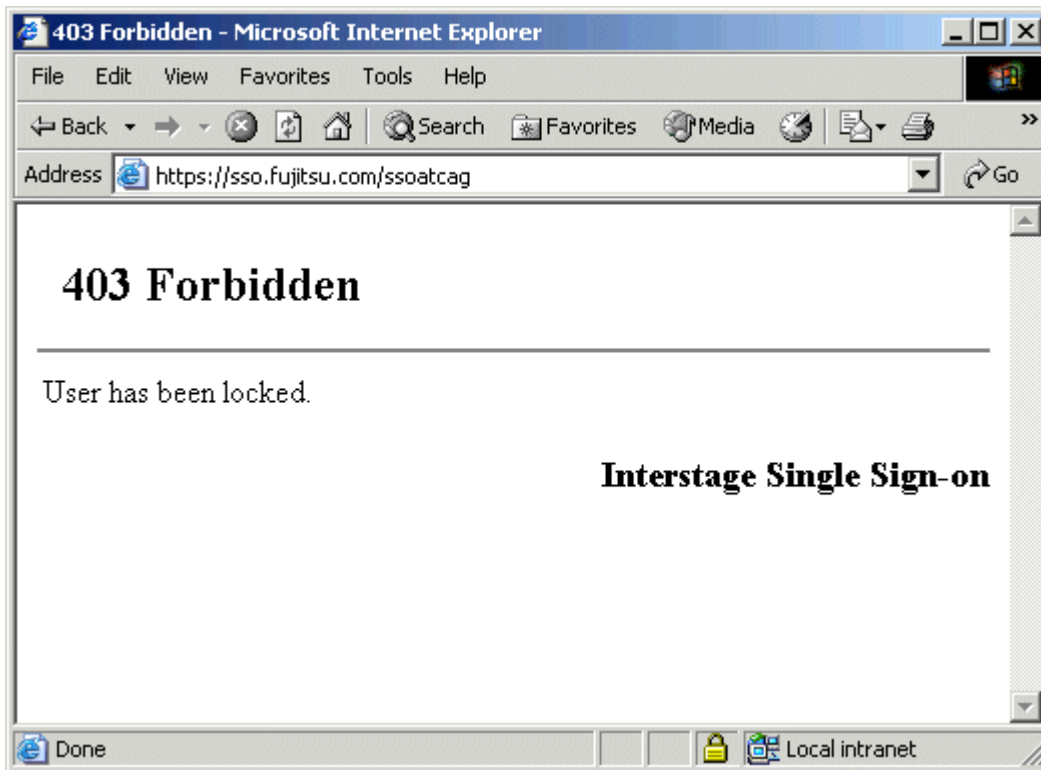 403 Forbidden - Microsoft Internet Explorer
File Edit View Favorites Tools Help
Back Search Favorites Media »
Address https://sso.fujitsu.com/ssoatcag Go
403 Forbidden
User has been locked.
Interstage Single Sign-on
Done Local intranet